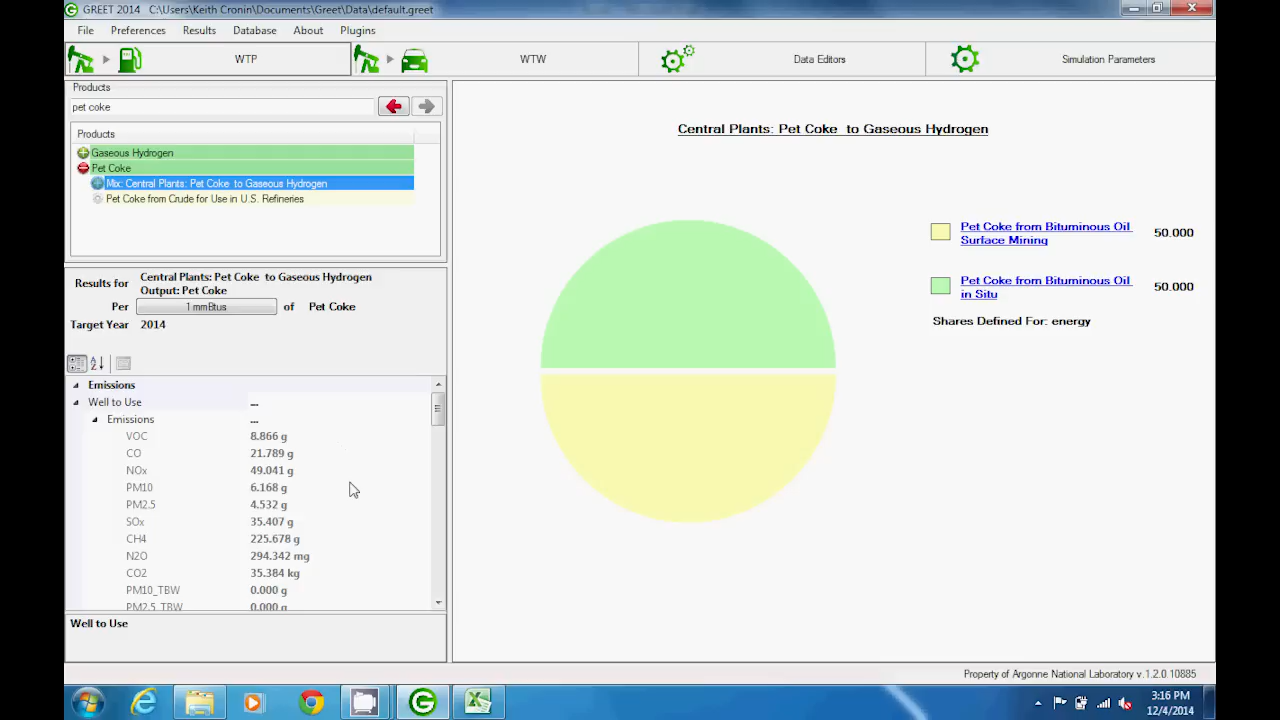 GREET 2014 C:\Users\Keith Cronin\Documents\Greet\Data\default.greet
File Preferences Results Database About Plugins
WTP WTW Data Editors Simulation Parameters
Products
pet coke
Products
Gaseous Hydrogen
Pet Coke
Mix: Central Plants: Pet Coke to Gaseous Hydrogen
Pet Coke from Crude for Use in U.S. Refineries
Results for Central Plants: Pet Coke to Gaseous Hydrogen
Output: Pet Coke
Per 1 mmBtus of Pet Coke
Target Year 2014
Emissions
Well to Use ...
Emissions ...
VOC 8.866 g
CO 21.789 g
NOx 49.041 g
PM10 6.168 g
PM2.5 4.532 g
SOx 35.407 g
CH4 225.678 g
N2O 294.342 mg
CO2 35.384 kg
PM10_TBW 0.000 g
PM2.5_TBW 0.000 g
Well to Use
Central Plants: Pet Coke to Gaseous Hydrogen
Pet Coke from Bituminous Oil
Surface Mining 50.000
Pet Coke from Bituminous Oil
in Situ 50.000
Shares Defined For: energy
Property of Argonne National Laboratory v.1.2.0.10885
3:16 PM
12/4/2014